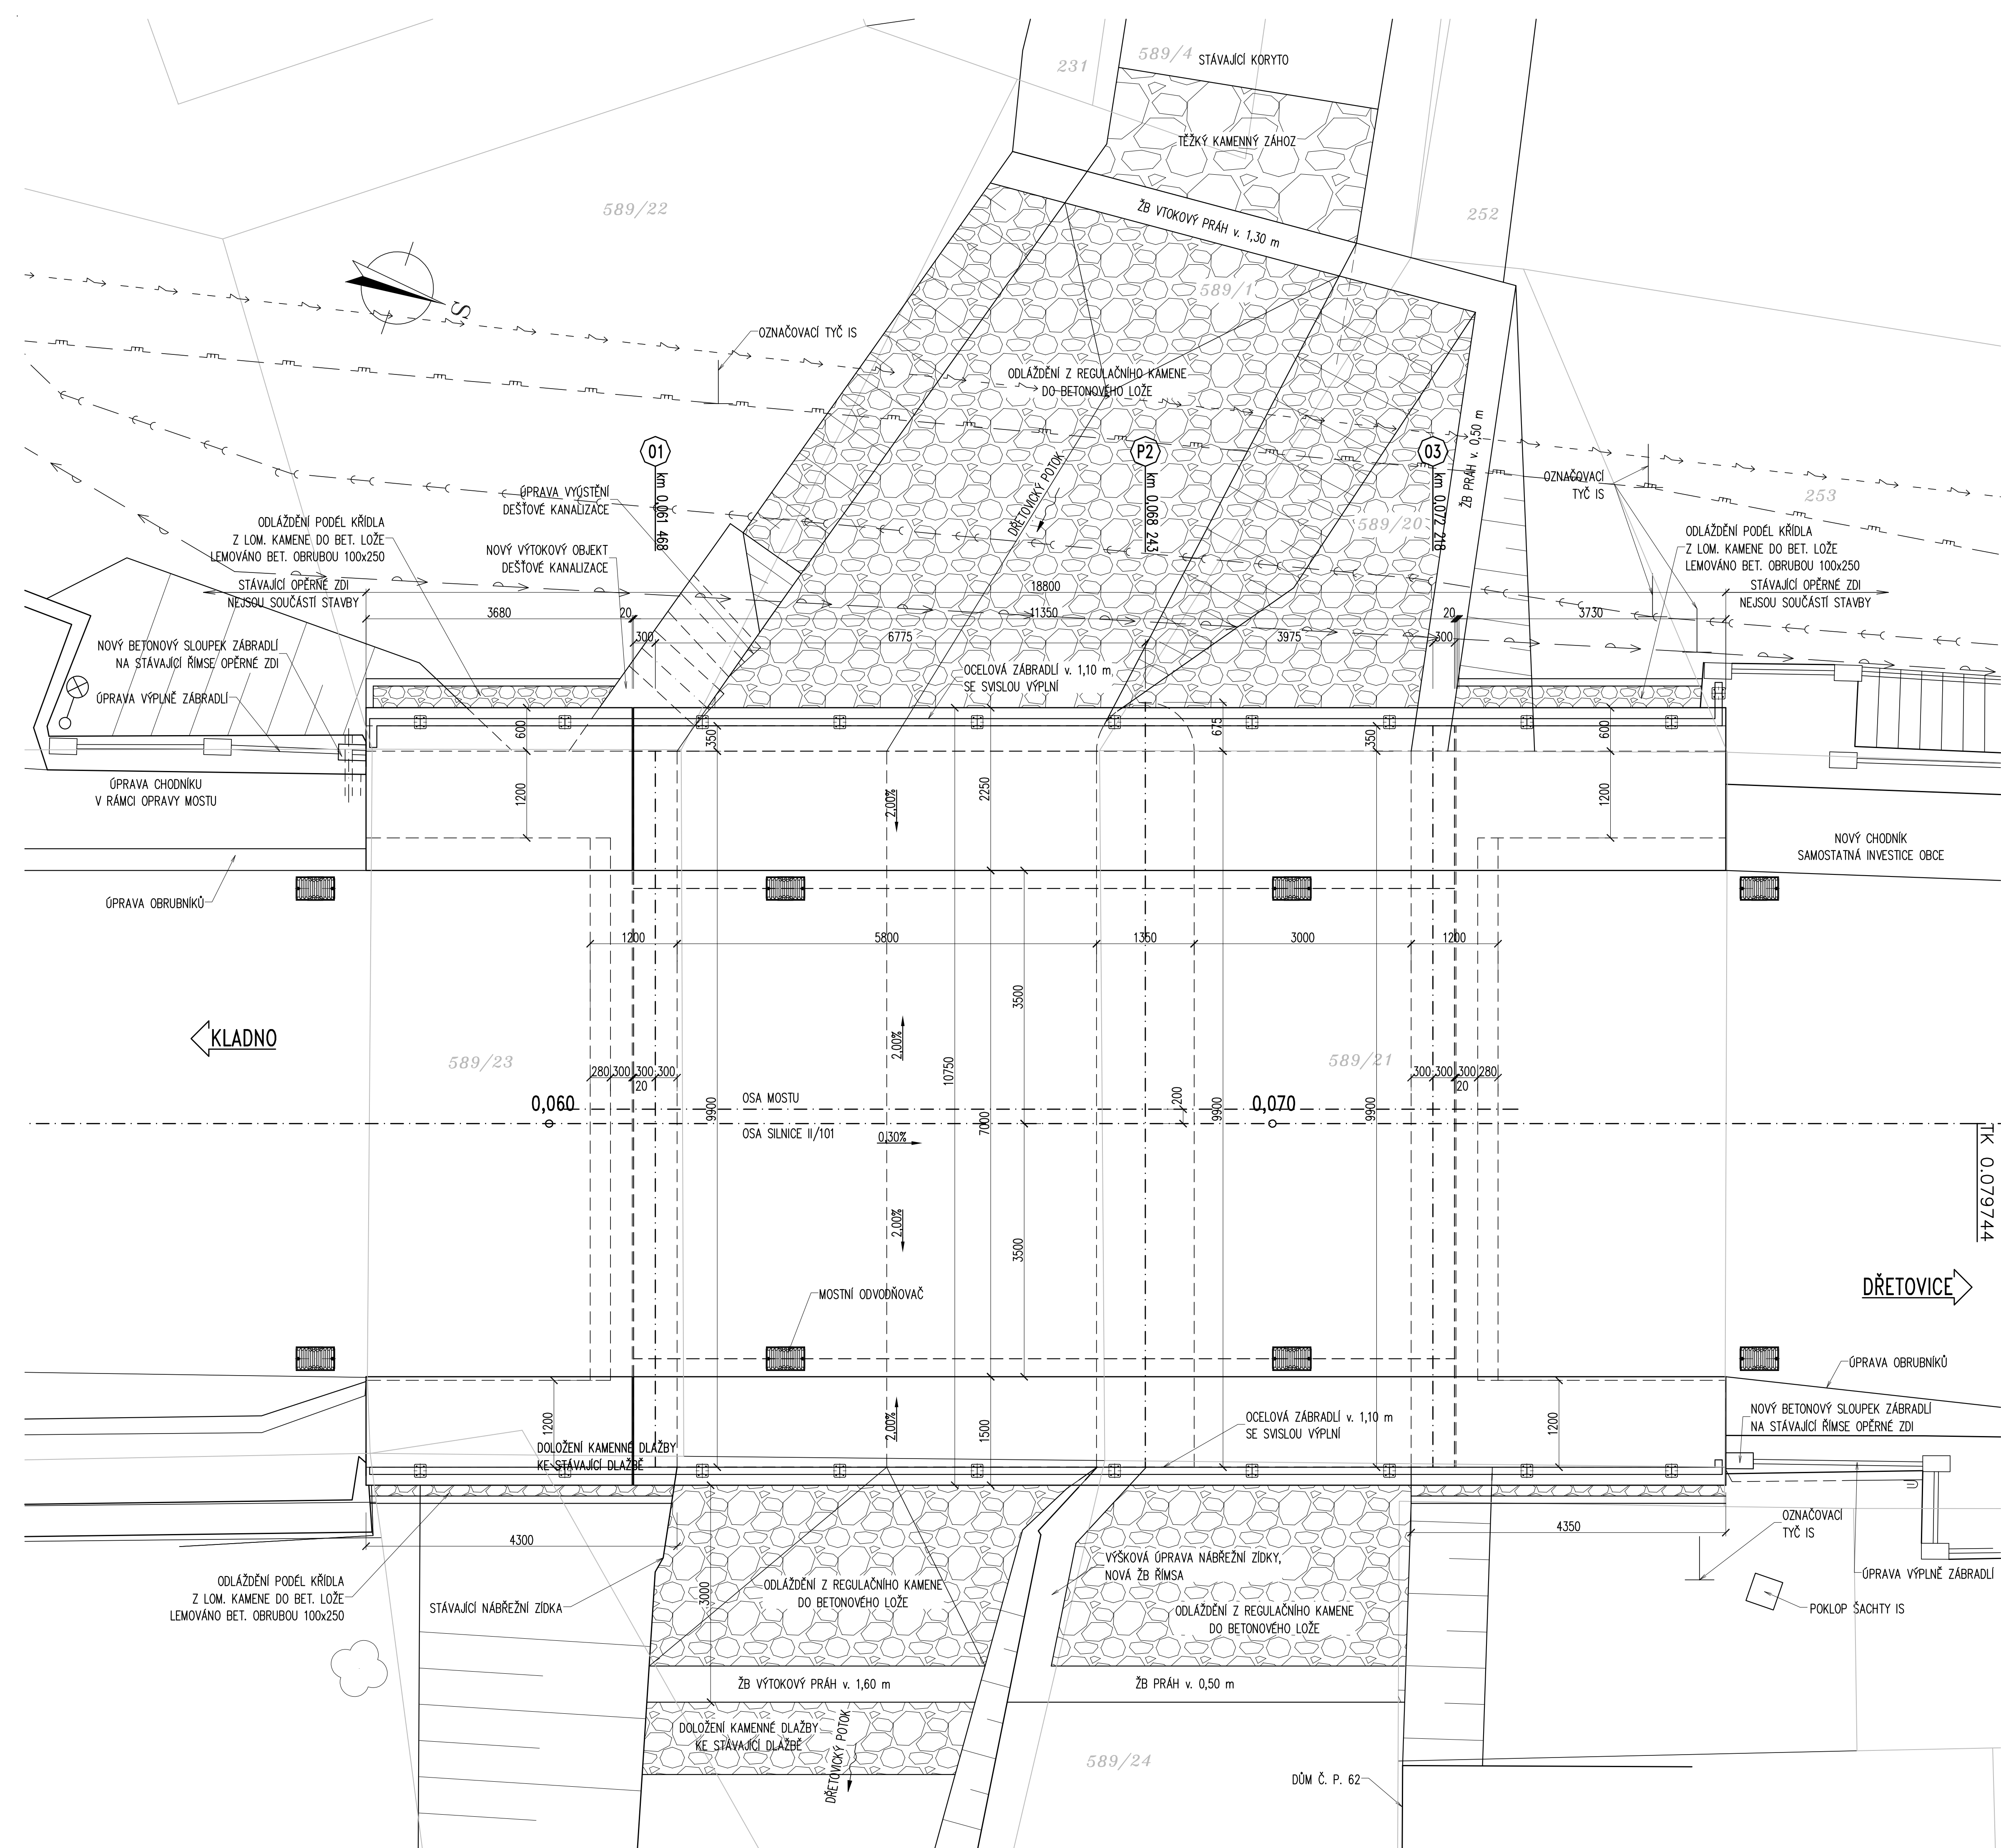 589/4
STÁVAJÍCÍ KORYTO
231
TĚŽKÝ KAMENNÝ ZÁHOZ
589/22
ŽB VTOKOVÝ PRÁH v. 1,30 m
252
589/1
S
OZNAČOVACÍ TYČ IS
ODLÁŽDĚNÍ Z REGULAČNÍHO KAMENE
DO BETONOVÉHO LOŽE
ŽB PRÁH v. 0,50 m
O1
km 0,061 468
P2
km 0,068 243
O3
km 0,072 218
DŘETOVICKÝ POTOK
OZNAČOVACÍ
TYČ IS
253
589/20
ÚPRAVA VYÚSTĚNÍ
DEŠŤOVÉ KANALIZACE
ODLÁŽDĚNÍ PODÉL KŘÍDLA
Z LOM. KAMENE DO BET. LOŽE
LEMOVÁNO BET. OBRUBOU 100x250
NOVÝ VÝTOKOVÝ OBJEKT
DEŠŤOVÉ KANALIZACE
ODLÁŽDĚNÍ PODÉL KŘÍDLA
Z LOM. KAMENE DO BET. LOŽE
LEMOVÁNO BET. OBRUBOU 100x250
STÁVAJÍCÍ OPĚRNÉ ZDI
NEJSOU SOUČÁSTÍ STAVBY
18800
STÁVAJÍCÍ OPĚRNÉ ZDI
NEJSOU SOUČÁSTÍ STAVBY
3680
20
11350
20
3730
300
6775
3975
300
NOVÝ BETONOVÝ SLOUPEK ZÁBRADLÍ
NA STÁVAJÍCÍ ŘÍMSE OPĚRNÉ ZDI
OCELOVÁ ZÁBRADLÍ v. 1,10 m
SE SVISLOU VÝPLNÍ
ÚPRAVA VÝPLNĚ ZÁBRADLÍ
600
350
675
350
600
ÚPRAVA CHODNÍKU
V RÁMCI OPRAVY MOSTU
1200
2,00%
2250
1200
NOVÝ CHODNÍK
SAMOSTATNÁ INVESTICE OBCE
ÚPRAVA OBRUBNÍKŮ
1200
5800
1350
3000
1200
3500
KLADNO
589/23
2,00%
10750
589/21
280
300
300
300
20
300
300
300
280
20
0,060
OSA MOSTU
9900
7000
200
9900
0,070
9900
OSA SILNICE II/101
0,30%
TK 0.079744
2,00%
3500
DŘETOVICE
MOSTNÍ ODVODŇOVAČ
ÚPRAVA OBRUBNÍKŮ
1200
2,00%
1500
OCELOVÁ ZÁBRADLÍ v. 1,10 m
SE SVISLOU VÝPLNÍ
1200
NOVÝ BETONOVÝ SLOUPEK ZÁBRADLÍ
NA STÁVAJÍCÍ ŘÍMSE OPĚRNÉ ZDI
DOLOŽENÍ KAMENNÉ DLAŽBY
KE STÁVAJÍCÍ DLAŽBĚ
4300
4350
OZNAČOVACÍ
TYČ IS
VÝŠKOVÁ ÚPRAVA NÁBŘEŽNÍ ZÍDKY,
NOVÁ ŽB ŘÍMSA
ODLÁŽDĚNÍ PODÉL KŘÍDLA
Z LOM. KAMENE DO BET. LOŽE
LEMOVÁNO BET. OBRUBOU 100x250
STÁVAJÍCÍ NÁBŘEŽNÍ ZÍDKA
3000
ODLÁŽDĚNÍ Z REGULAČNÍHO KAMENE
DO BETONOVÉHO LOŽE
ODLÁŽDĚNÍ Z REGULAČNÍHO KAMENE
DO BETONOVÉHO LOŽE
ÚPRAVA VÝPLNĚ ZÁBRADLÍ
POKLOP ŠACHTY IS
ŽB VÝTOKOVÝ PRÁH v. 1,60 m
ŽB PRÁH v. 0,50 m
DOLOŽENÍ KAMENNÉ DLAŽBY
KE STÁVAJÍCÍ DLAŽBĚ
DŘETOVICKÝ POTOK
589/24
DŮM Č. P. 62